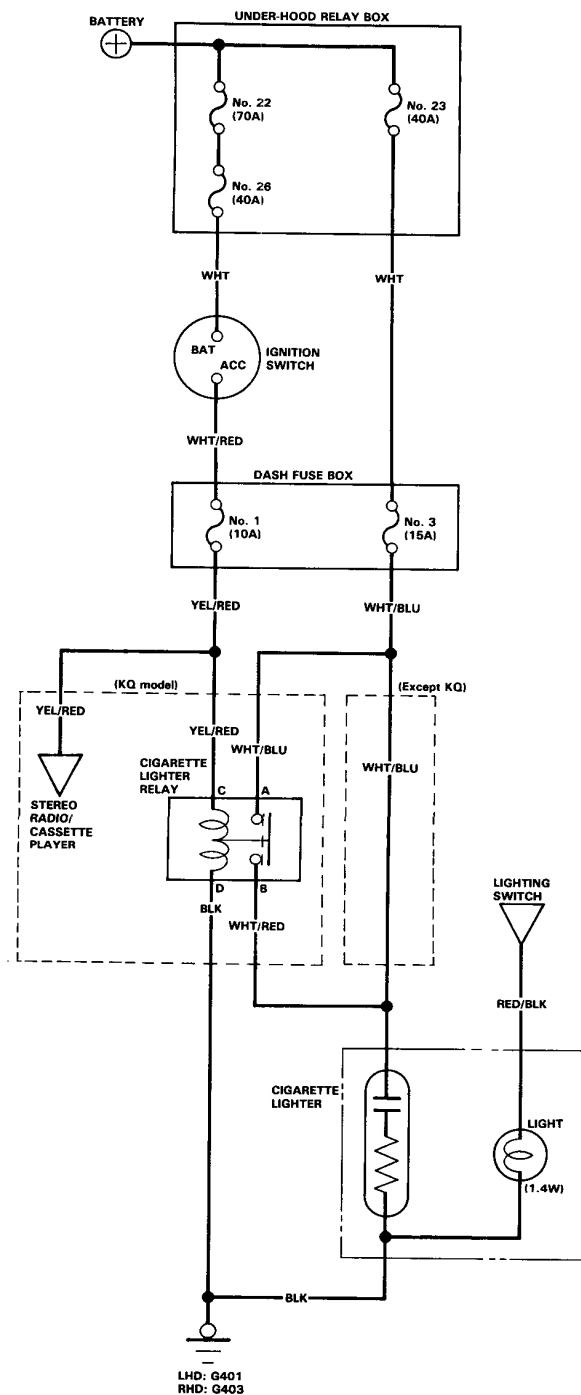 UNDER-HOOD RELAY BOX
BATTERY
No. 22
(70A)
No. 23
(40A)
No. 26
(40A)
WHT
WHT
BAT
ACC
IGNITION
SWITCH
WHT/RED
DASH FUSE BOX
No. 1
(10A)
No. 3
(15A)
YEL/RED
WHT/BLU
(KQ model)
(Except KQ)
YEL/RED
YEL/RED
WHT/BLU
WHT/BLU
CIGARETTE
LIGHTER
RELAY
C
A
STEREO
RADIO/
CASSETTE
PLAYER
D
B
BLK
WHT/RED
LIGHTING
SWITCH
RED/BLK
CIGARETTE
LIGHTER
LIGHT
(1.4W)
BLK
LHD: G401
RHD: G403